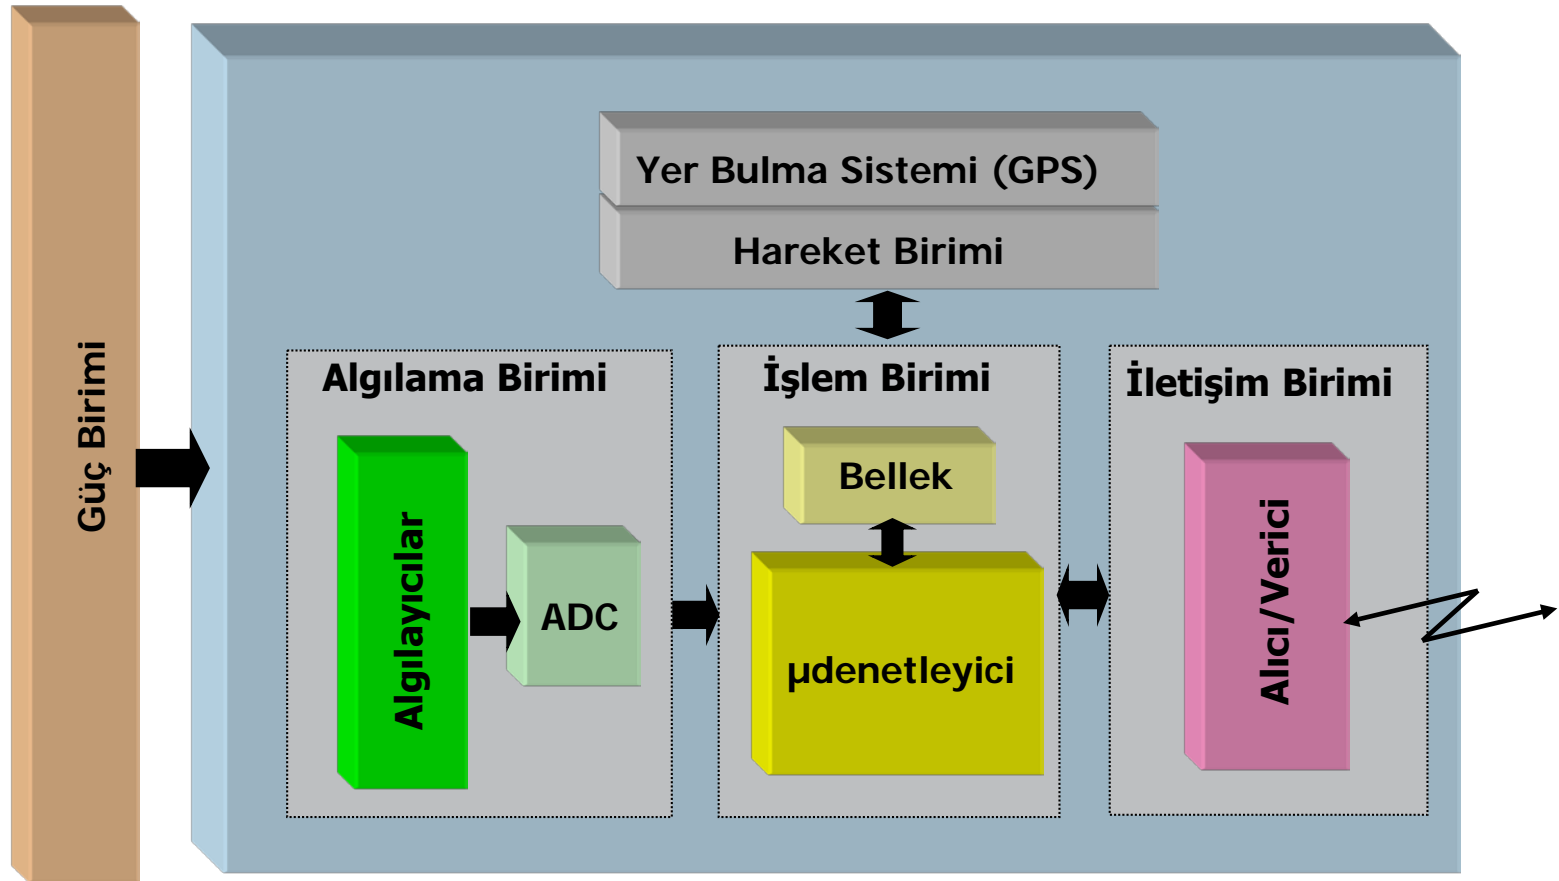 Güç Birimi
Yer Bulma Sistemi (GPS)
Hareket Birimi
Algılama Birimi
Algılayıcılar
ADC
İşlem Birimi
Bellek
µdenetleyici
İletişim Birimi
Alıcı/Verici